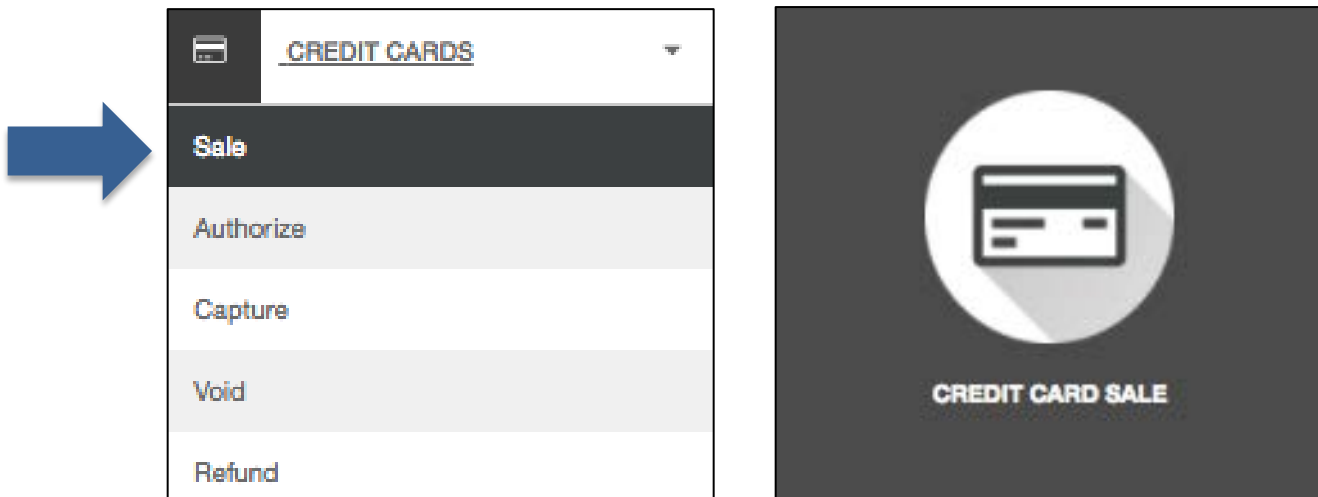 CREDIT CARDS
Sale
Authorize
Capture
Void
Refund
CREDIT CARD SALE